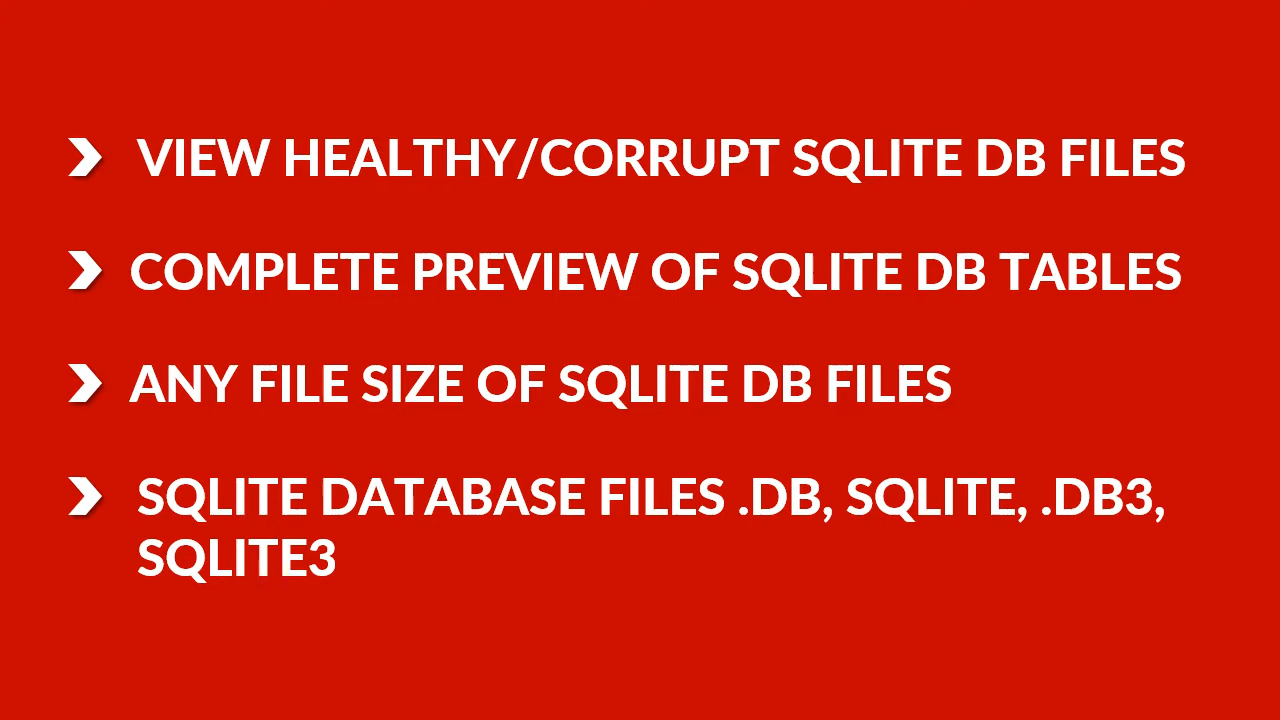 VIEW HEALTHY/CORRUPT SQLITE DB FILES
COMPLETE PREVIEW OF SQLITE DB TABLES
ANY FILE SIZE OF SQLITE DB FILES
SQLITE DATABASE FILES .DB, SQLITE, .DB3,
SQLITE3